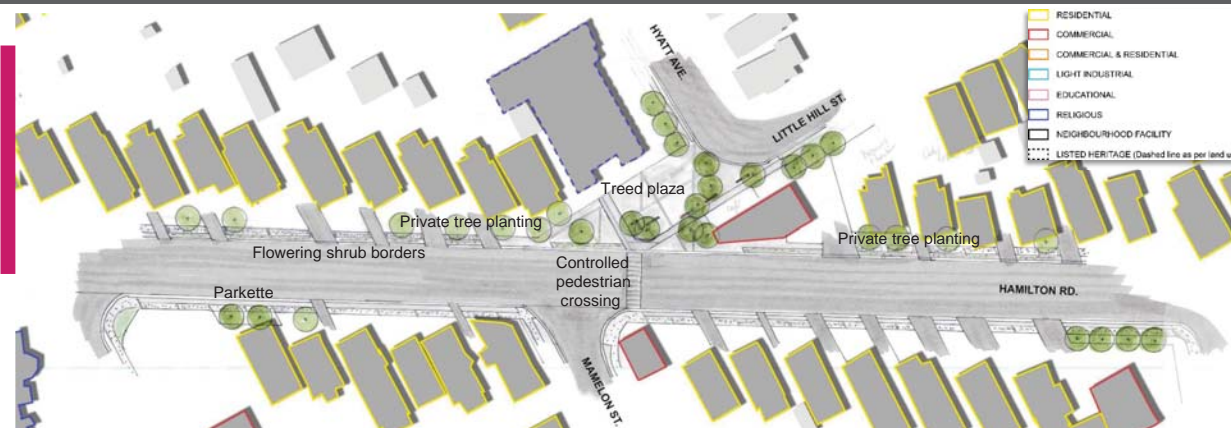 RESIDENTIAL
COMMERCIAL
COMMERCIAL & RESIDENTIAL
LIGHT INDUSTRIAL
EDUCATIONAL
RELIGIOUS
NEIGHBOURHOOD FACILITY
LISTED HERITAGE (Dashed line as per land u
HYATT AVE.
LITTLE HILL ST.
Treed plaza
Private tree planting
Private tree planting
Flowering shrub borders
Controlled
pedestrian
crossing
Parkette
HAMILTON RD.
MAMELON ST.